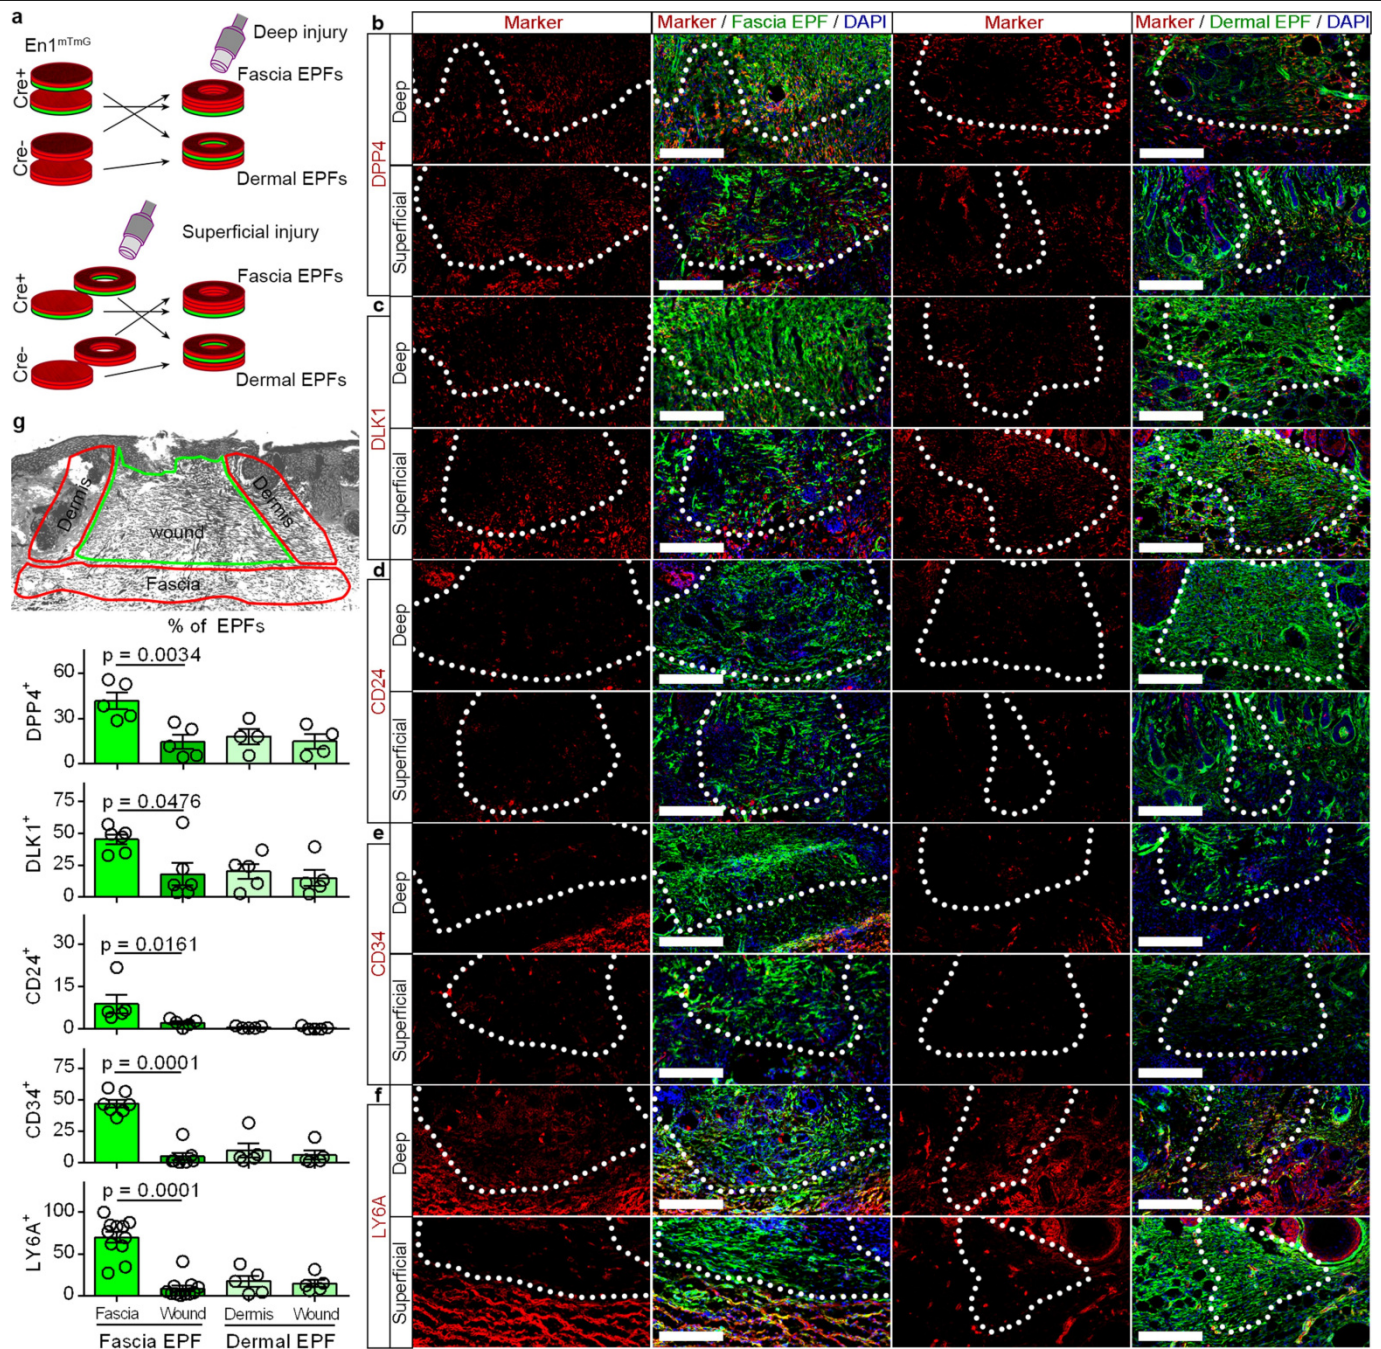 a
En1mTmG
Deep injury
Cre+
Fascia EPFs
Cre-
Dermal EPFs
Superficial injury
Cre+
Fascia EPFs
Cre-
Dermal EPFs
b
Marker
Marker / Fascia EPF / DAPI
Marker
Marker / Dermal EPF / DAPI
DPP4
Deep
Superficial
c
DLK1
Deep
Superficial
d
CD24
Deep
Superficial
e
CD34
Deep
Superficial
f
LY6A
Deep
Superficial
g
Dermis
wound
Dermis
Fascia
% of EPFs
DPP4+
p = 0.0034
60
30
0
DLK1+
p = 0.0476
75
50
25
0
CD24+
p = 0.0161
30
15
0
CD34+
p = 0.0001
75
50
25
0
LY6A+
p = 0.0001
100
50
0
Fascia Wound Dermis Wound
Fascia EPF Dermal EPF